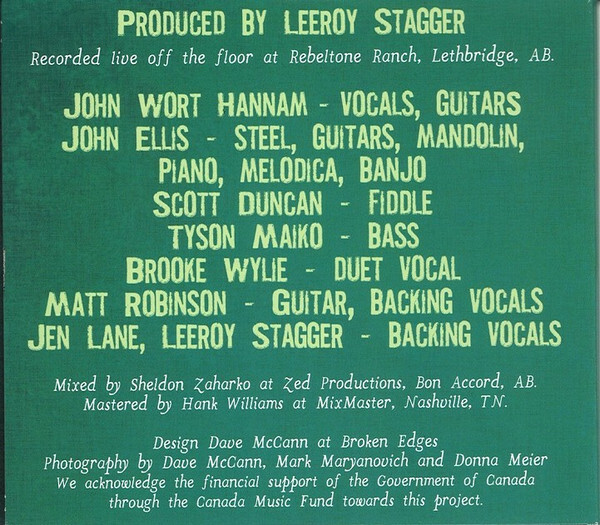 PRODUCED BY LEEROY STAGGER
Recorded live off the floor at Rebeltone Ranch, Lethbridge, AB.
JOHN WORT HANNAM - VOCALS, GUITARS
JOHN ELLIS - STEEL, GUITARS, MANDOLIN,
PIANO, MELODICA, BANJO
SCOTT DUNCAN - FIDDLE
TYSON MAIKO - BASS
BROOKE WYLIE - DUET VOCAL
MATT ROBINSON - GUITAR, BACKING VOCALS
JEN LANE, LEEROY STAGGER - BACKING VOCALS
Mixed by Sheldon Zaharko at Zed Productions, Bon Accord, AB.
Mastered by Hank Williams at MixMaster, Nashville, TN.
Design Dave McCann at Broken Edges
Photography by Dave McCann, Mark Maryanovich and Donna Meier
We acknowledge the financial support of the Government of Canada
through the Canada Music Fund towards this project.